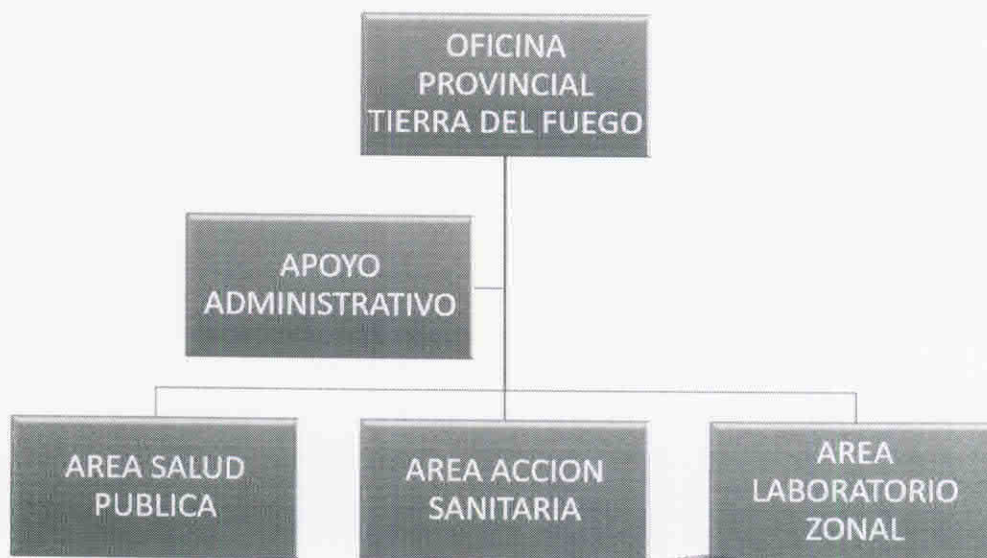 OFICINA
PROVINCIAL
TIERRA DEL FUEGO
APOYO
ADMINISTRATIVO
AREA SALUD
PUBLICA
AREA ACCION
SANITARIA
AREA
LABORATORIO
ZONAL